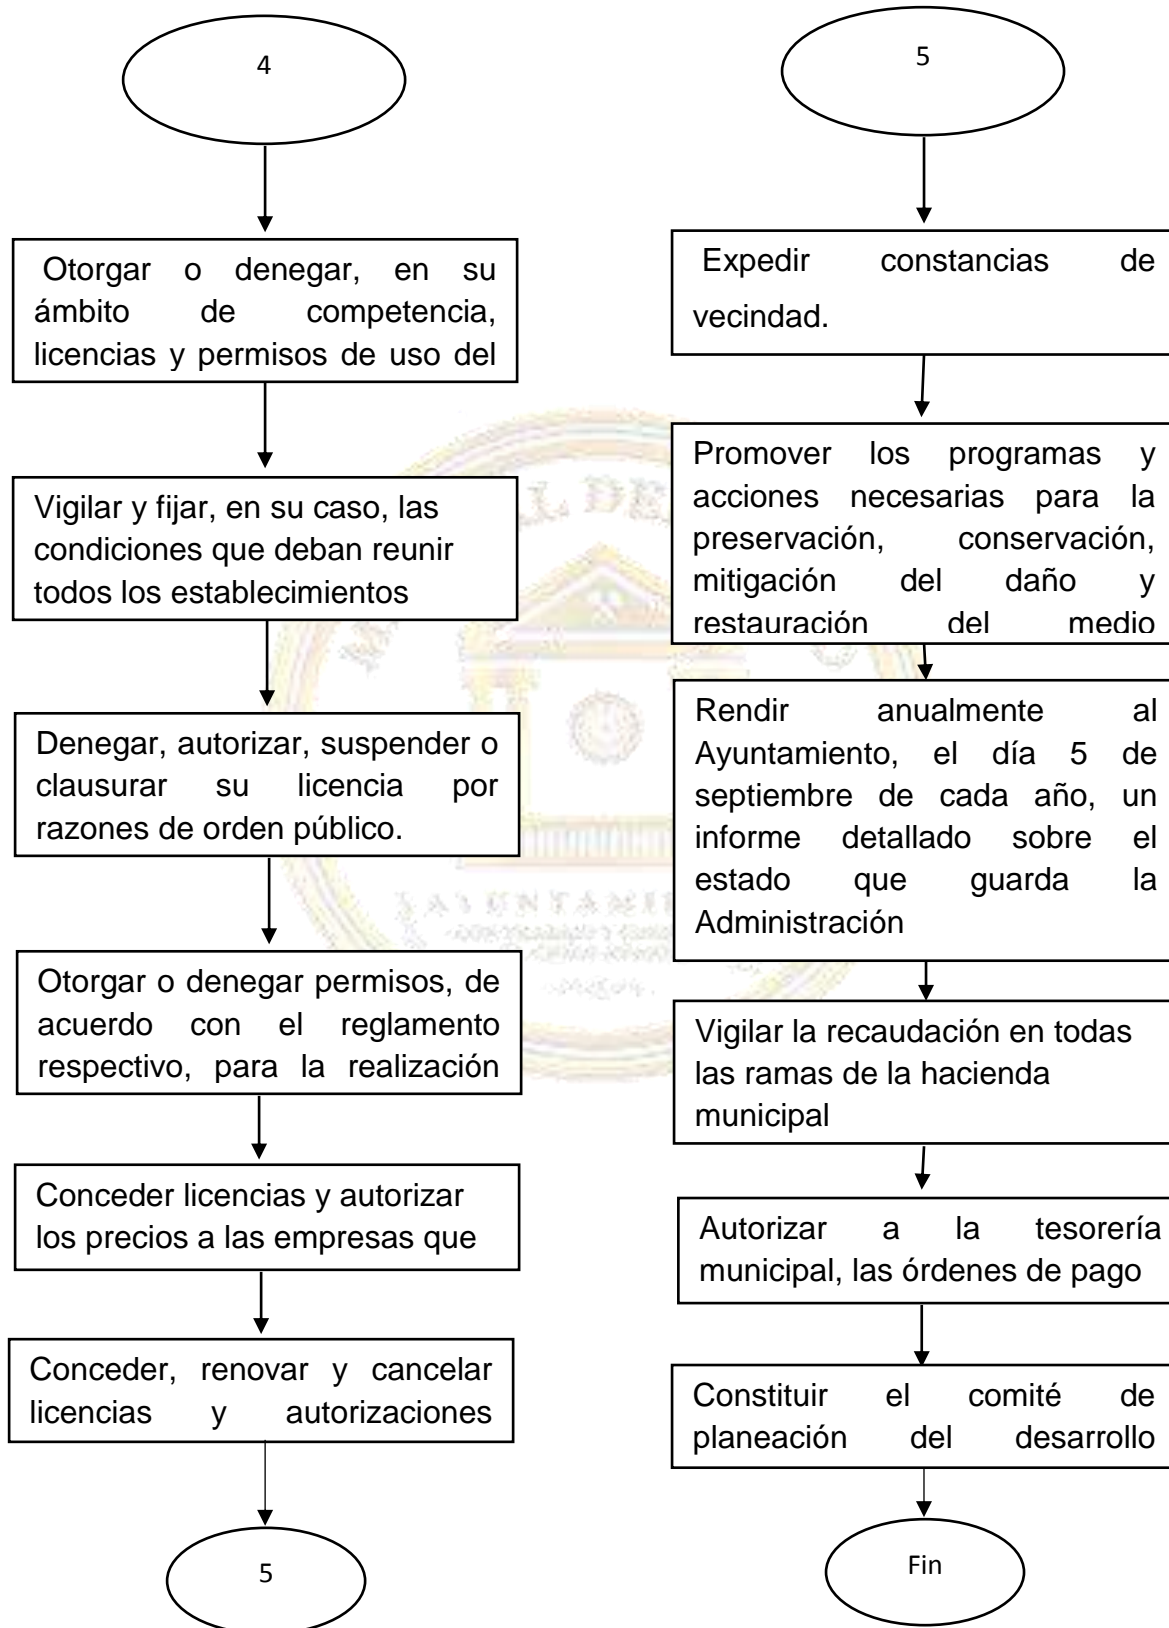 4
Otorgar o denegar, en su
ámbito de competencia,
licencias y permisos de uso del
Vigilar y fijar, en su caso, las
condiciones que deban reunir
todos los establecimientos
Denegar, autorizar, suspender o
clausurar su licencia por
razones de orden público.
Otorgar o denegar permisos, de
acuerdo con el reglamento
respectivo, para la realización
Conceder licencias y autorizar
los precios a las empresas que
Conceder, renovar y cancelar
licencias y autorizaciones
5
5
Expedir constancias de
vecindad.
Promover los programas y
acciones necesarias para la
preservación, conservación,
mitigación del daño y
restauración del medio
Rendir anualmente al
Ayuntamiento, el día 5 de
septiembre de cada año, un
informe detallado sobre el
estado que guarda la
Administración
Vigilar la recaudación en todas
las ramas de la hacienda
municipal
Autorizar a la tesorería
municipal, las órdenes de pago
Constituir el comité de
planeación del desarrollo
Fin